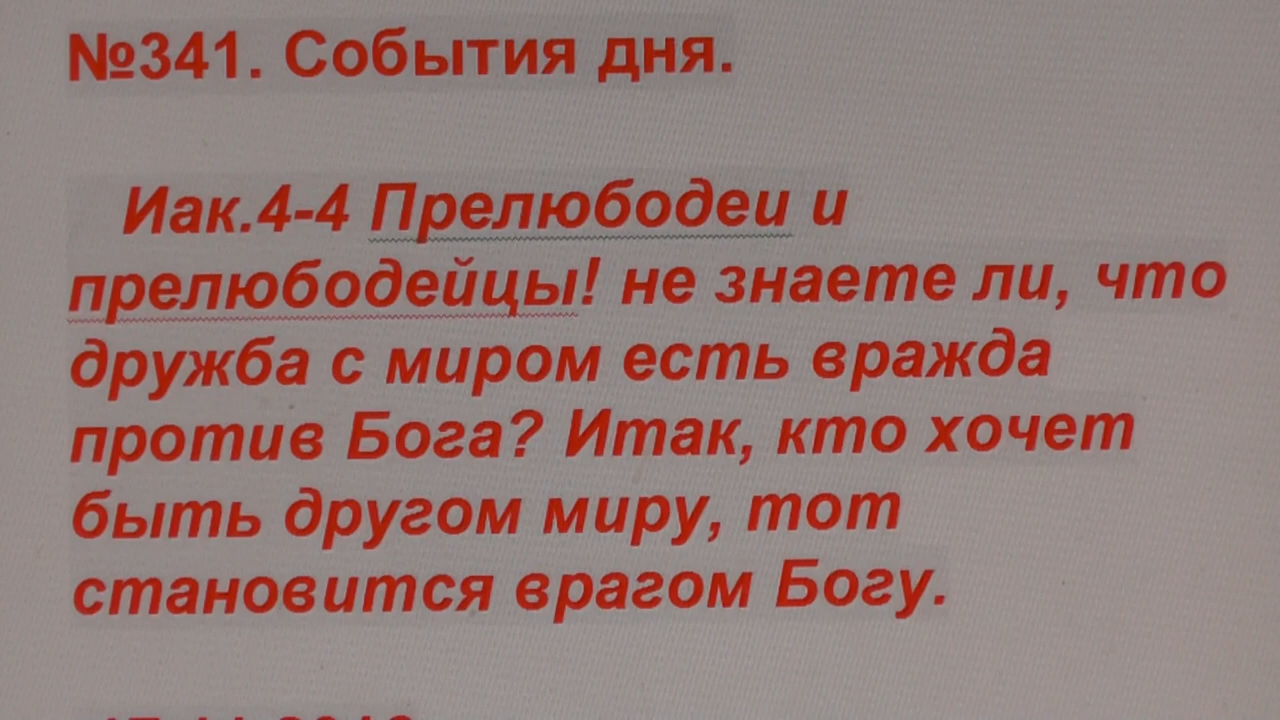 №341. События дня.
Иак.4-4 Прелюбодеи и
прелюбодейцы! не знаете ли, что
дружба с миром есть вражда
против Бога? Итак, кто хочет
быть другом миру, тот
становится врагом Богу.